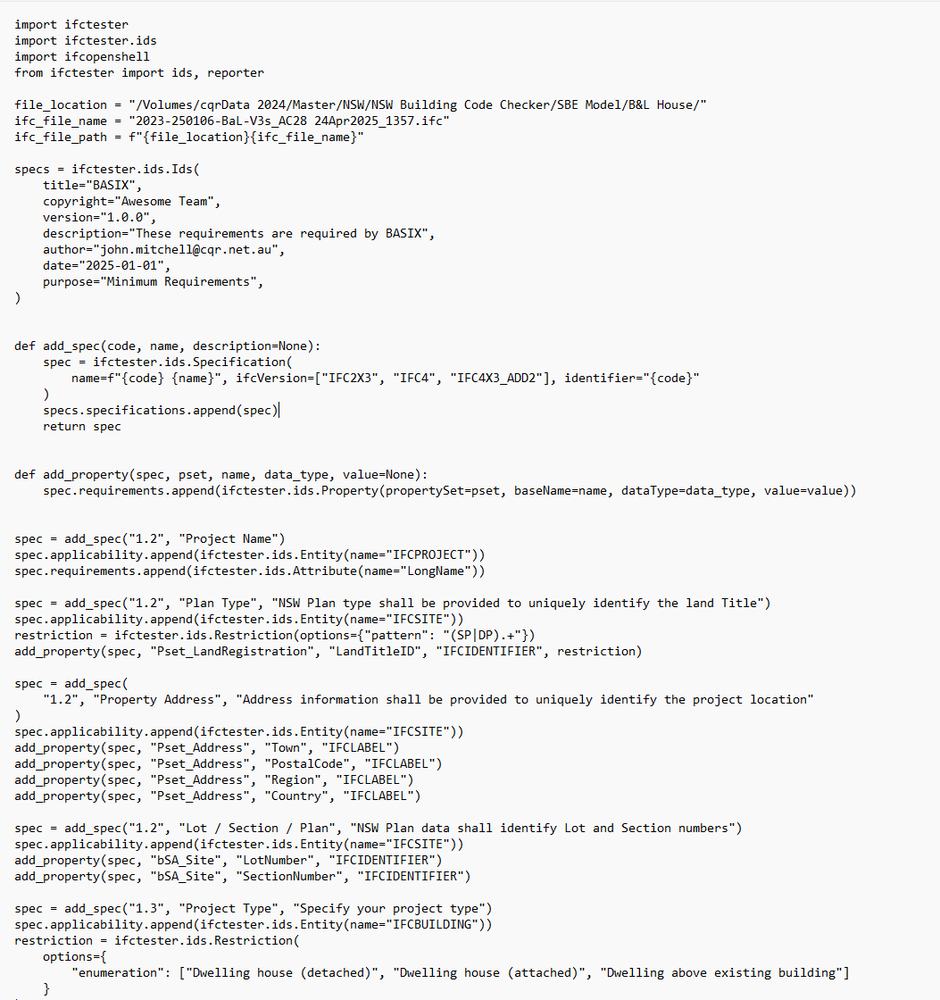 import ifctester
import ifctester.ids
import ifcopenshell
from ifctester import ids, reporter
file_location = "/Volumes/cqrData 2024/Master/NSW/NSW Building Code Checker/SBE Model/B&L House/"
ifc_file_name = "2023-250106-BaL-V3s_AC28 24Apr2025_1357.ifc"
ifc_file_path = f"{file_location}{ifc_file_name}"
specs = ifctester.ids.Ids(
    title="BASIX",
    copyright="Awesome Team",
    version="1.0.0",
    description="These requirements are required by BASIX",
    author="john.mitchell@cqr.net.au",
    date="2025-01-01",
    purpose="Minimum Requirements",
)
def add_spec(code, name, description=None):
    spec = ifctester.ids.Specification(
        name=f"{code} {name}", ifcVersion=["IFC2X3", "IFC4", "IFC4X3_ADD2"], identifier="{code}"
    )
    specs.specifications.append(spec)
    return spec
def add_property(spec, pset, name, data_type, value=None):
    spec.requirements.append(ifctester.ids.Property(propertySet=pset, baseName=name, dataType=data_type, value=value))
spec = add_spec("1.2", "Project Name")
spec.applicability.append(ifctester.ids.Entity(name="IFCPROJECT"))
spec.requirements.append(ifctester.ids.Attribute(name="LongName"))
spec = add_spec("1.2", "Plan Type", "NSW Plan type shall be provided to uniquely identify the land Title")
spec.applicability.append(ifctester.ids.Entity(name="IFCSITE"))
restriction = ifctester.ids.Restriction(options={"pattern": "(SP|DP).+"})
add_property(spec, "Pset_LandRegistration", "LandTitleID", "IFCIDENTIFIER", restriction)
spec = add_spec(
    "1.2", "Property Address", "Address information shall be provided to uniquely identify the project location"
)
spec.applicability.append(ifctester.ids.Entity(name="IFCSITE"))
add_property(spec, "Pset_Address", "Town", "IFCLABEL")
add_property(spec, "Pset_Address", "PostalCode", "IFCLABEL")
add_property(spec, "Pset_Address", "Region", "IFCLABEL")
add_property(spec, "Pset_Address", "Country", "IFCLABEL")
spec = add_spec("1.2", "Lot / Section / Plan", "NSW Plan data shall identify Lot and Section numbers")
spec.applicability.append(ifctester.ids.Entity(name="IFCSITE"))
add_property(spec, "bSA_Site", "LotNumber", "IFCIDENTIFIER")
add_property(spec, "bSA_Site", "SectionNumber", "IFCIDENTIFIER")
spec = add_spec("1.3", "Project Type", "Specify your project type")
spec.applicability.append(ifctester.ids.Entity(name="IFCBUILDING"))
restriction = ifctester.ids.Restriction(
    options={
        "enumeration": ["Dwelling house (detached)", "Dwelling house (attached)", "Dwelling above existing building"]
    }